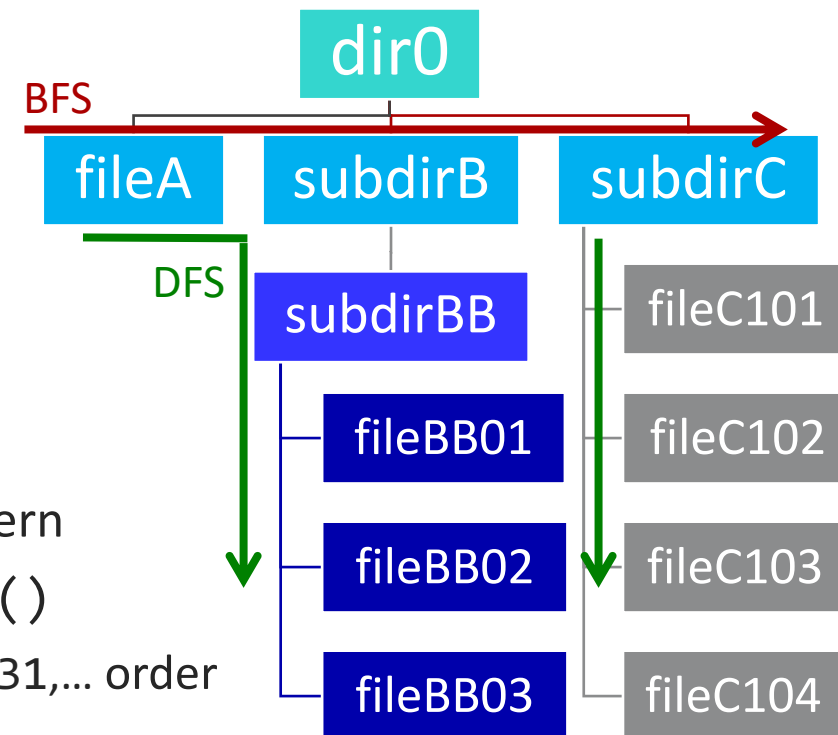 dir0
BFS
fileA
subdirB
subdirC
DFS
subdirBB
fileC101
fileBB01
fileC102
ern
fileBB02
fileC103
()
31,... order
fileBB03
fileC104